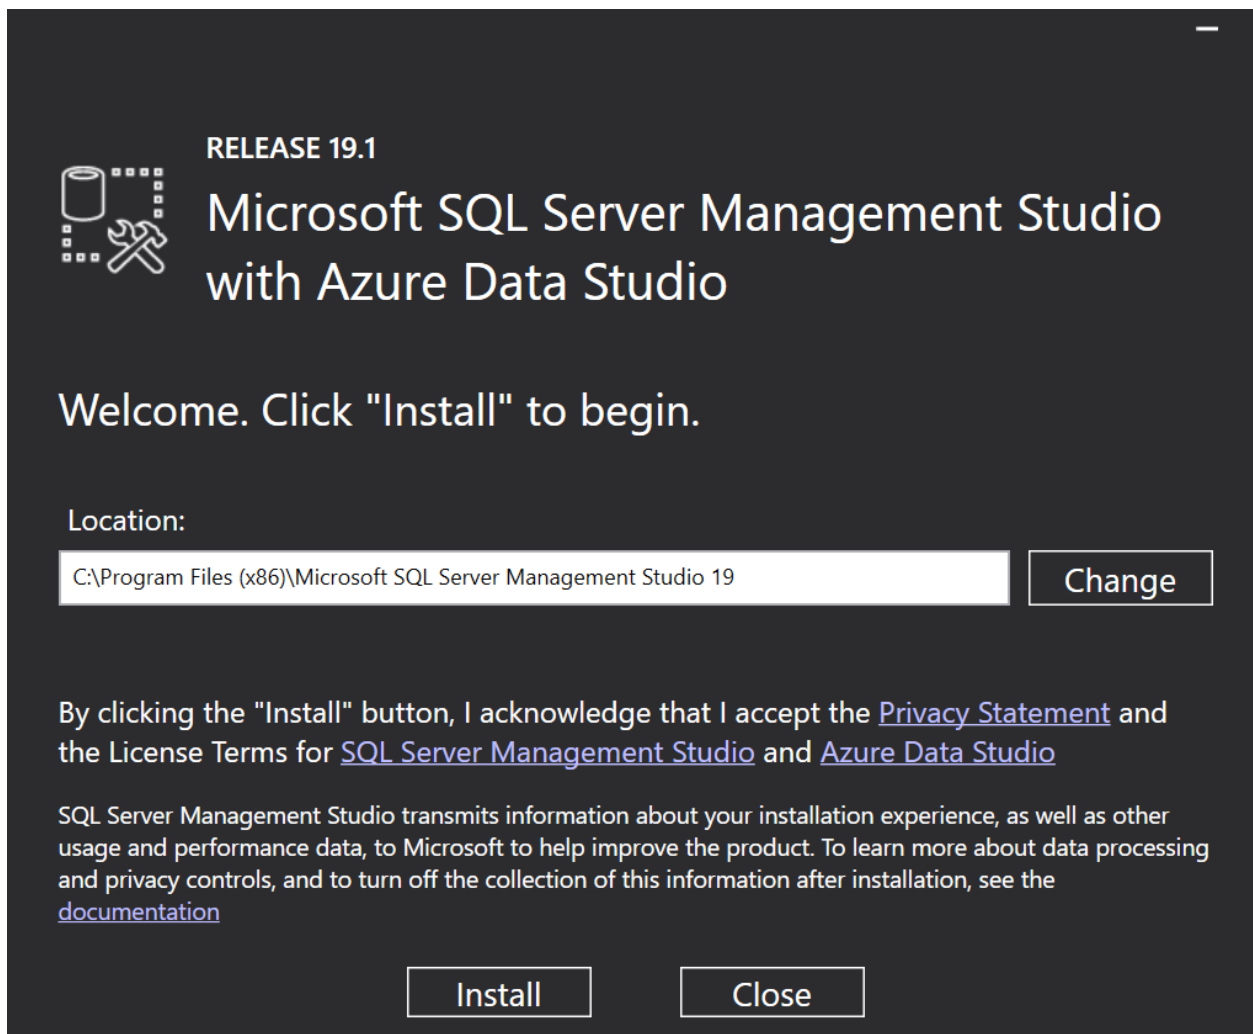 RELEASE 19.1
Microsoft SQL Server Management Studio
with Azure Data Studio
Welcome. Click "Install" to begin.
Location:
C:\Program Files (x86)\Microsoft SQL Server Management Studio 19
Change
By clicking the "Install" button, I acknowledge that I accept the Privacy Statement and
the License Terms for SQL Server Management Studio and Azure Data Studio
SQL Server Management Studio transmits information about your installation experience, as well as other
usage and performance data, to Microsoft to help improve the product. To learn more about data processing
and privacy controls, and to turn off the collection of this information after installation, see the
documentation
Install
Close